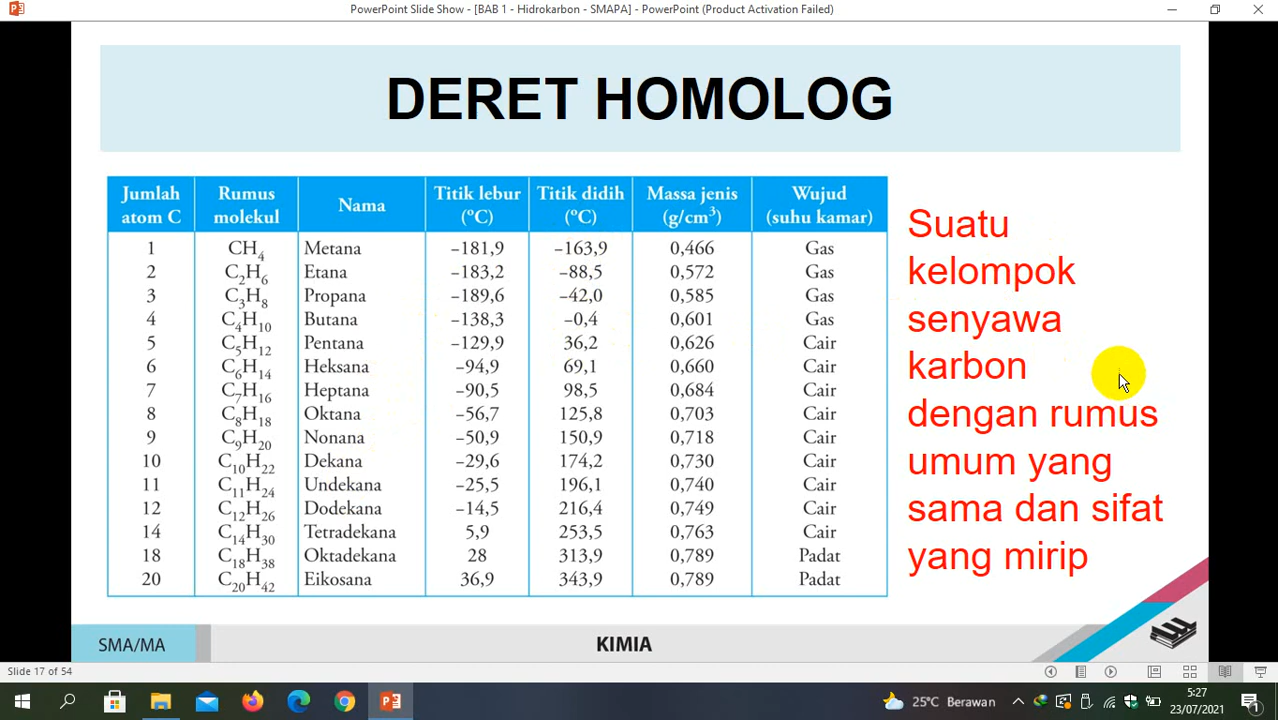 PowerPoint Slide Show - [BAB 1 - Hidrokarbon - SMAPA] - PowerPoint (Product Activation Failed)
DERET HOMOLOG
Jumlah atom C Rumus molekul Nama Titik lebur (°C) Titik didih (°C) Massa jenis (g/cm³) Wujud (suhu kamar)
1 CH₄ Metana –181,9 –163,9 0,466 Gas
2 C₂H₆ Etana –183,2 –88,5 0,572 Gas
3 C₃H₈ Propana –189,6 –42,0 0,585 Gas
4 C₄H₁₀ Butana –138,3 –0,4 0,601 Gas
5 C₅H₁₂ Pentana –129,9 36,2 0,626 Cair
6 C₆H₁₄ Heksana –94,9 69,1 0,660 Cair
7 C₇H₁₆ Heptana –90,5 98,5 0,684 Cair
8 C₈H₁₈ Oktana –56,7 125,8 0,703 Cair
9 C₉H₂₀ Nonana –50,9 150,9 0,718 Cair
10 C₁₀H₂₂ Dekana –29,6 174,2 0,730 Cair
11 C₁₁H₂₄ Undekana –25,5 196,1 0,740 Cair
12 C₁₂H₂₆ Dodekana –14,5 216,4 0,749 Cair
14 C₁₄H₃₀ Tetradekana 5,9 253,5 0,763 Cair
18 C₁₈H₃₈ Oktadekana 28 313,9 0,789 Padat
20 C₂₀H₄₂ Eikosana 36,9 343,9 0,789 Padat
Suatu
kelompok
senyawa
karbon
dengan rumus
umum yang
sama dan sifat
yang mirip
SMA/MA
KIMIA
Slide 17 of 54
25°C Berawan
5:27
23/07/2021
1